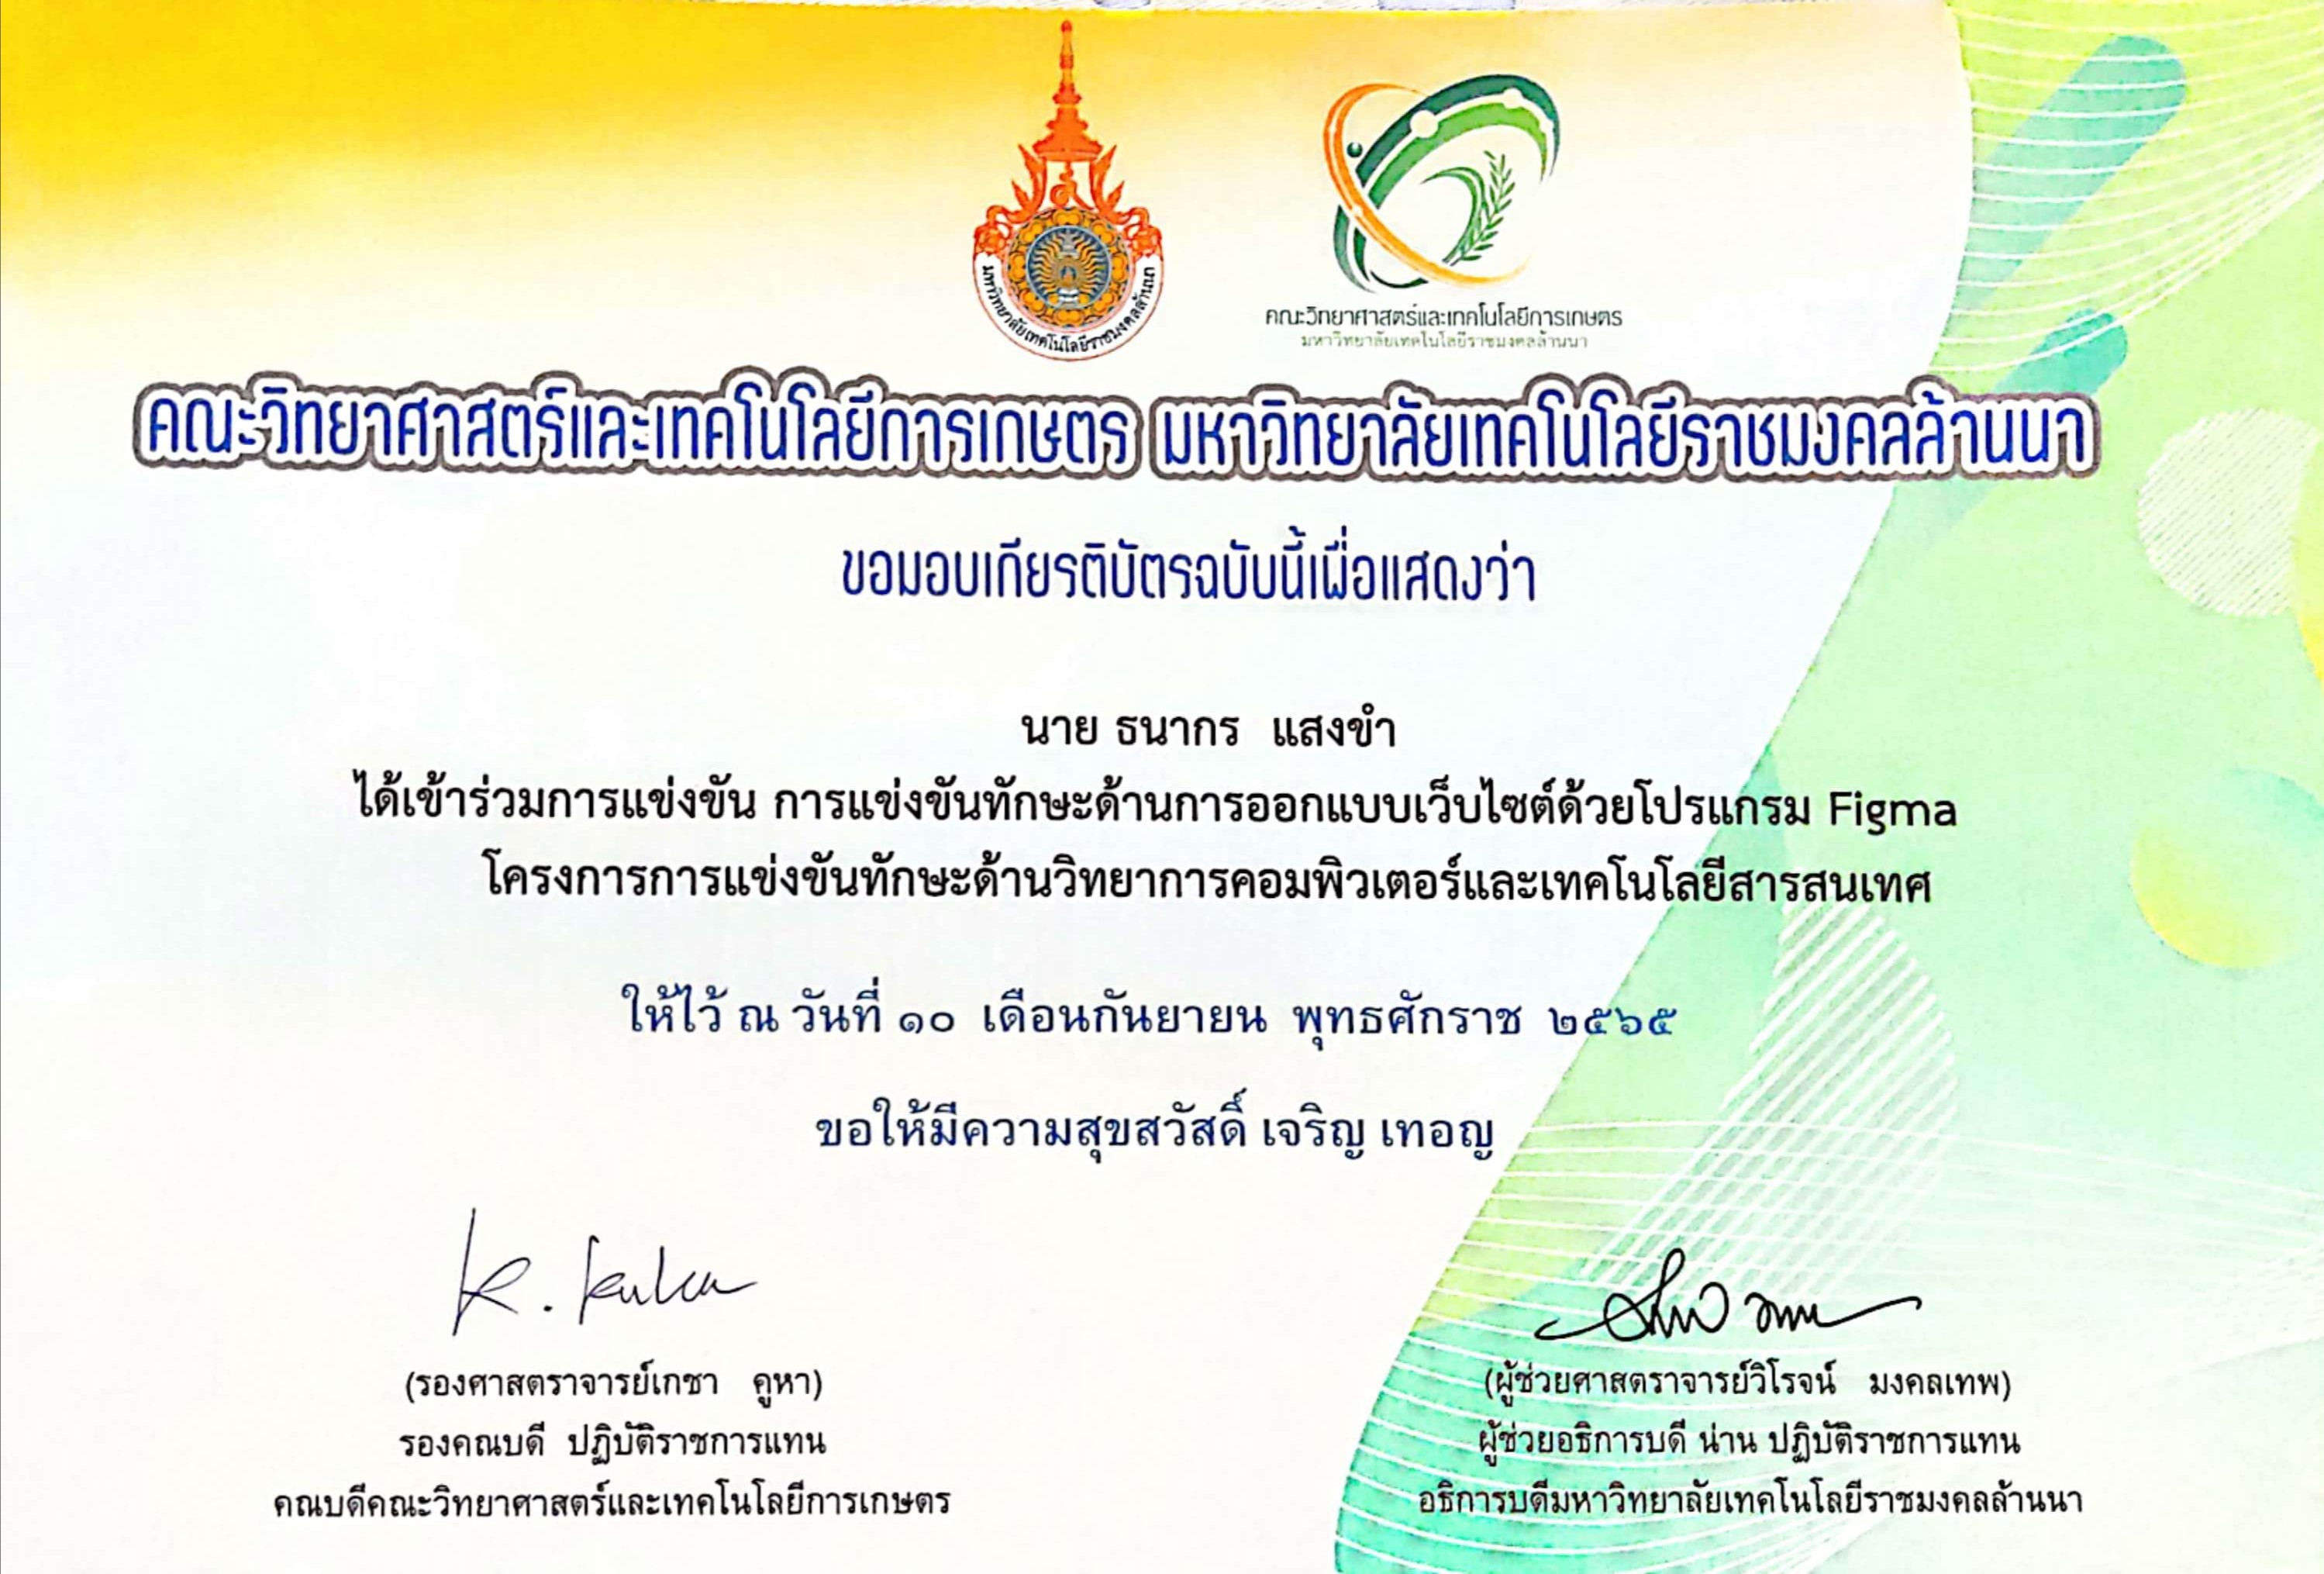 มหาวิทยาลัยเทคโนโลยีราชมงคลล้านนา
คณะวิทยาศาสตร์และเทคโนโลยีการเกษตร
มหาวิทยาลัยเทคโนโลยีราชมงคลล้านนา
คณะวิทยาศาสตร์และเทคโนโลยีการเกษตร มหาวิทยาลัยเทคโนโลยีราชมงคลล้านนา
ขอมอบเกียรติบัตรฉบับนี้เพื่อแสดงว่า
นาย ธนากร แสงขำ
ได้เข้าร่วมการแข่งขัน การแข่งขันทักษะด้านการออกแบบเว็บไซต์ด้วยโปรแกรม Figma
โครงการการแข่งขันทักษะด้านวิทยาการคอมพิวเตอร์และเทคโนโลยีสารสนเทศ
ให้ไว้ ณ วันที่ ๑๐ เดือนกันยายน พุทธศักราช ๒๕๖๕
ขอให้มีความสุขสวัสดิ์ เจริญ เทอญ
(รองศาสตราจารย์เกชา คูหา)
รองคณบดี ปฏิบัติราชการแทน
คณบดีคณะวิทยาศาสตร์และเทคโนโลยีการเกษตร
(ผู้ช่วยศาสตราจารย์วิโรจน์ มงคลเทพ)
ผู้ช่วยอธิการบดี น่าน ปฏิบัติราชการแทน
อธิการบดีมหาวิทยาลัยเทคโนโลยีราชมงคลล้านนา